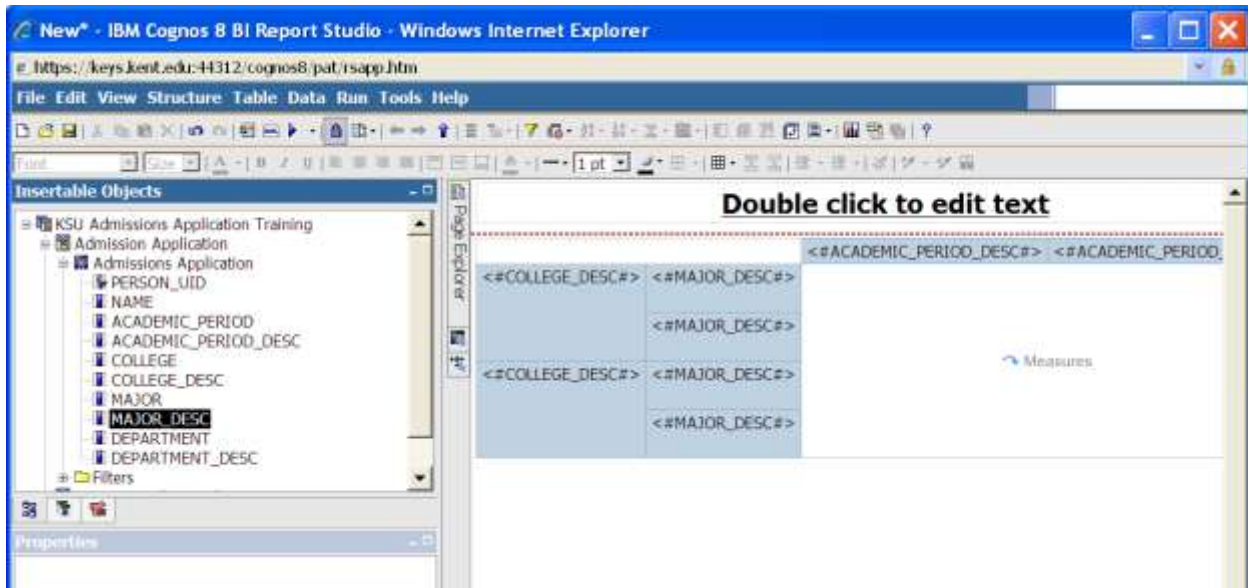 New* - IBM Cognos 8 BI Report Studio - Windows Internet Explorer
https://keys.kent.edu:44312/cognos8/pat/rsapp.htm
File Edit View Structure Table Data Run Tools Help
Font Size 1 pt
Insertable Objects
KSU Admissions Application Training
Admission Application
Admissions Application
PERSON_UID
NAME
ACADEMIC_PERIOD
ACADEMIC_PERIOD_DESC
COLLEGE
COLLEGE_DESC
MAJOR
MAJOR_DESC
DEPARTMENT
DEPARTMENT_DESC
Filters
Properties
Page Explorer
Double click to edit text
<#ACADEMIC_PERIOD_DESC#> <#ACADEMIC_PERIOD_
<#COLLEGE_DESC#> <#MAJOR_DESC#>
<#MAJOR_DESC#>
Measures
<#COLLEGE_DESC#> <#MAJOR_DESC#>
<#MAJOR_DESC#>